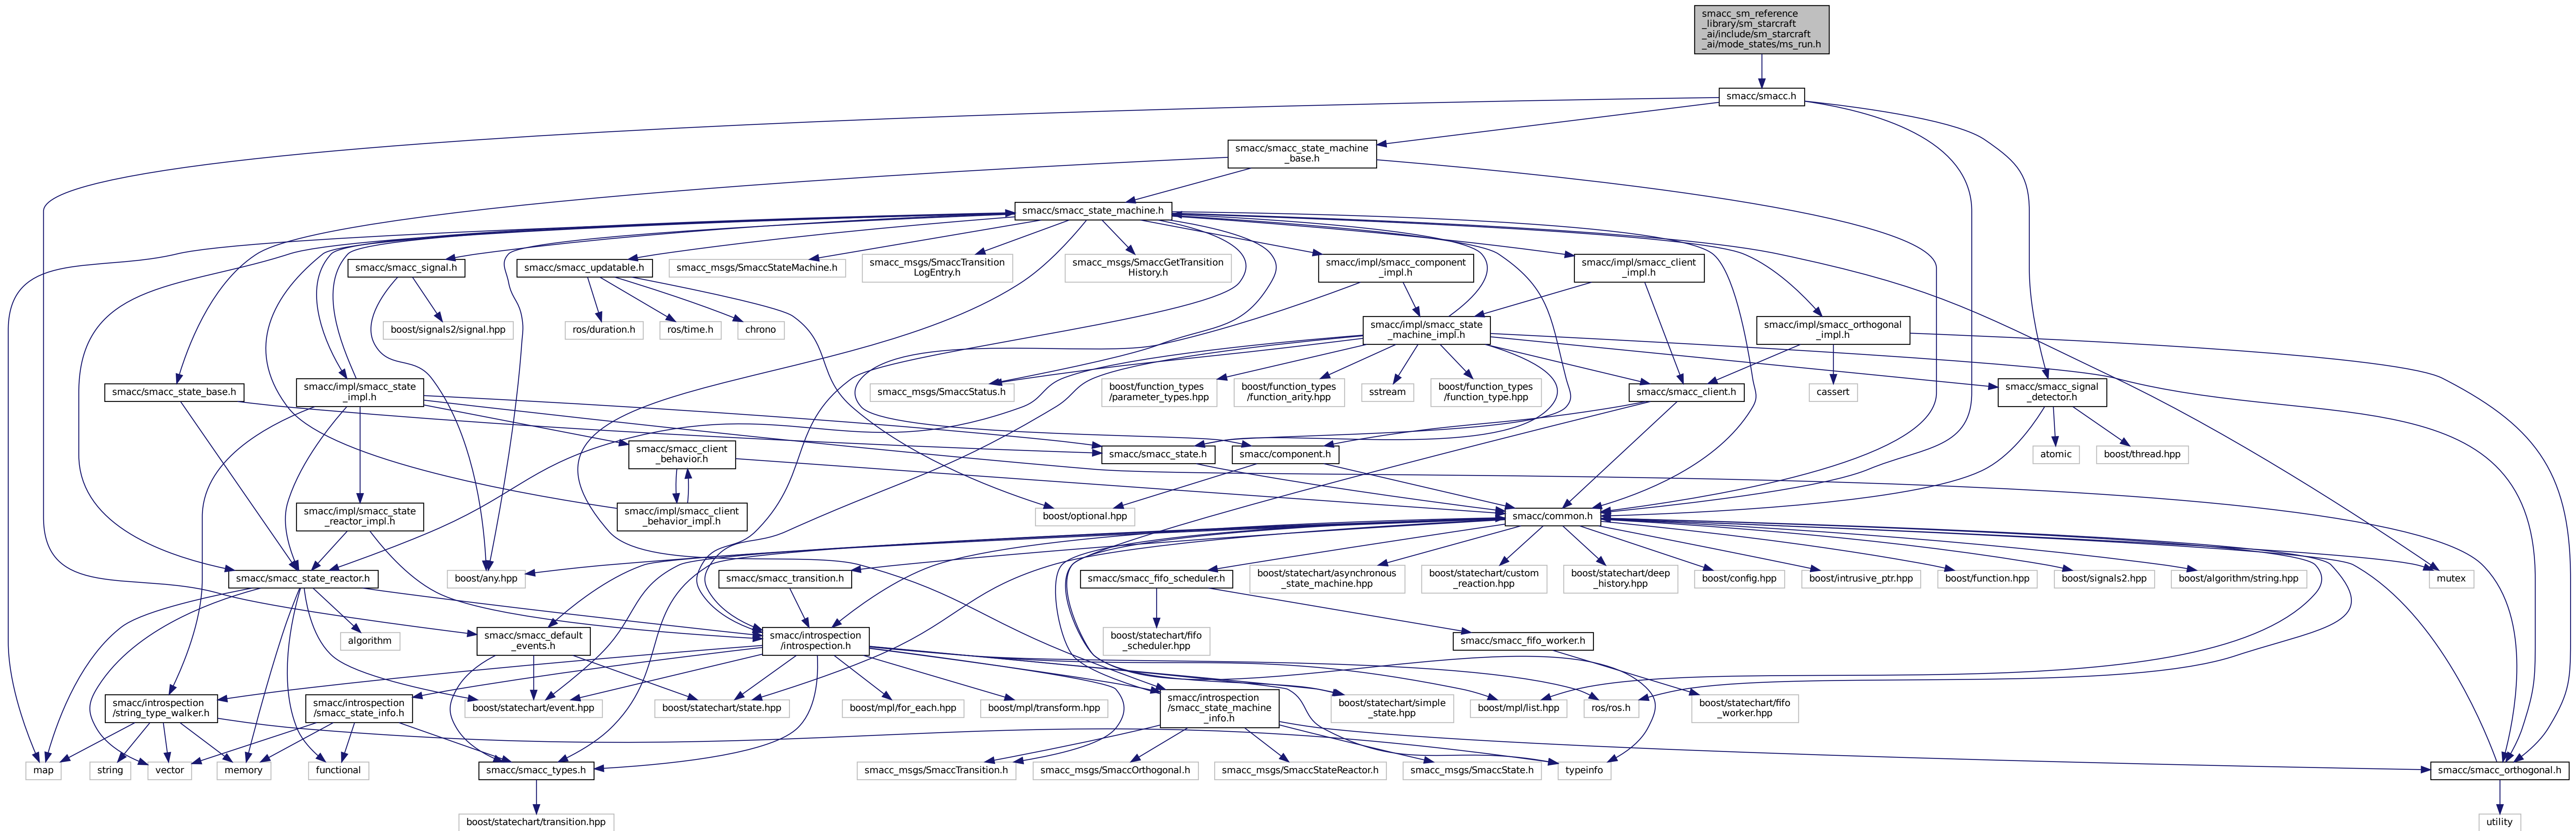 smacc_sm_reference
_library/sm_starcraft
_ai/include/sm_starcraft
_ai/mode_states/ms_run.h
smacc/smacc.h
smacc/smacc_state_machine
_base.h
smacc/smacc_state_machine.h
smacc/smacc_signal.h
smacc/smacc_updatable.h
smacc_msgs/SmaccStateMachine.h
smacc_msgs/SmaccTransition
LogEntry.h
smacc_msgs/SmaccGetTransition
History.h
smacc/impl/smacc_component
_impl.h
smacc/impl/smacc_client
_impl.h
boost/signals2/signal.hpp
ros/duration.h
ros/time.h
chrono
smacc/impl/smacc_state
_machine_impl.h
smacc/impl/smacc_orthogonal
_impl.h
smacc/smacc_state_base.h
smacc/impl/smacc_state
_impl.h
smacc_msgs/SmaccStatus.h
boost/function_types
/parameter_types.hpp
boost/function_types
/function_arity.hpp
sstream
boost/function_types
/function_type.hpp
smacc/smacc_client.h
cassert
smacc/smacc_signal
_detector.h
smacc/smacc_client
_behavior.h
smacc/smacc_state.h
smacc/component.h
atomic
boost/thread.hpp
smacc/impl/smacc_state
_reactor_impl.h
smacc/impl/smacc_client
_behavior_impl.h
boost/optional.hpp
smacc/common.h
smacc/smacc_state_reactor.h
boost/any.hpp
smacc/smacc_transition.h
smacc/smacc_fifo_scheduler.h
boost/statechart/asynchronous
_state_machine.hpp
boost/statechart/custom
_reaction.hpp
boost/statechart/deep
_history.hpp
boost/config.hpp
boost/intrusive_ptr.hpp
boost/function.hpp
boost/signals2.hpp
boost/algorithm/string.hpp
mutex
algorithm
smacc/smacc_default
_events.h
smacc/introspection
/introspection.h
boost/statechart/fifo
_scheduler.hpp
smacc/smacc_fifo_worker.h
smacc/introspection
/string_type_walker.h
smacc/introspection
/smacc_state_info.h
boost/statechart/event.hpp
boost/statechart/state.hpp
boost/mpl/for_each.hpp
boost/mpl/transform.hpp
smacc/introspection
/smacc_state_machine
_info.h
boost/statechart/simple
_state.hpp
boost/mpl/list.hpp
ros/ros.h
boost/statechart/fifo
_worker.hpp
map
string
vector
memory
functional
smacc/smacc_types.h
smacc_msgs/SmaccTransition.h
smacc_msgs/SmaccOrthogonal.h
smacc_msgs/SmaccStateReactor.h
smacc_msgs/SmaccState.h
typeinfo
smacc/smacc_orthogonal.h
boost/statechart/transition.hpp
utility